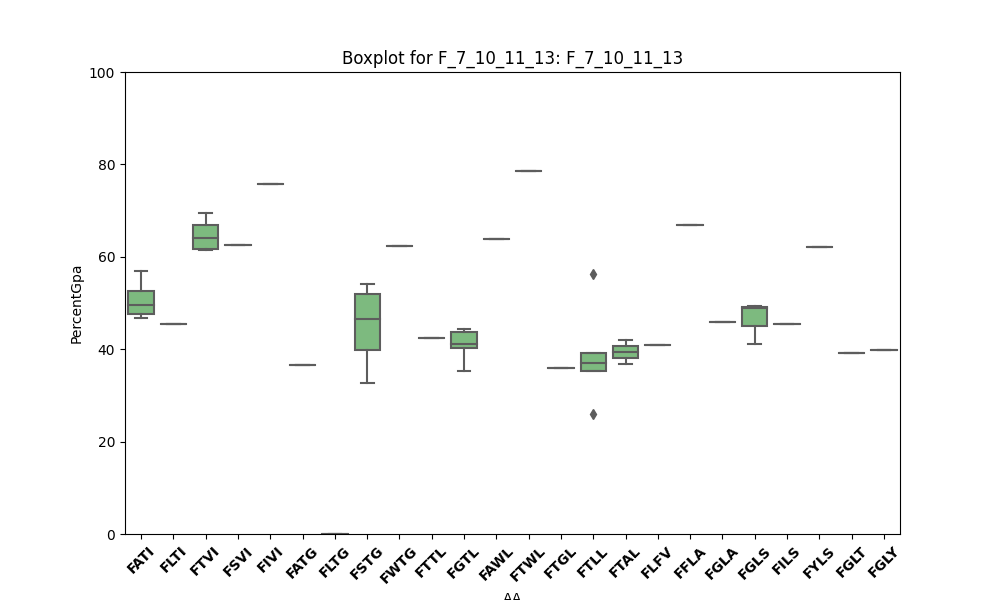 Boxplot for F_7_10_11_13: F_7_10_11_13
100
80
60
40
20
0
PercentGpa
FATI FLTI FTVI FSVI FIVI FATG FLTG FSTG FWTG FTTL FGTL FAWL FTWL FTGL FTLL FTAL FLFV FFLA FGLA FGLS FILS FYLS FGLT FGLY
AA